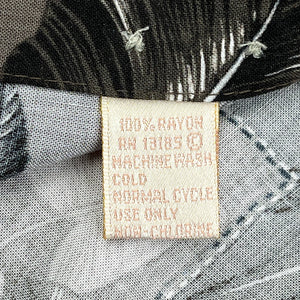 100% RAYON
RN 13185 ©
MACHINE WASH
COLD
NORMAL CYCLE
USE ONLY
NON-CHLORINE